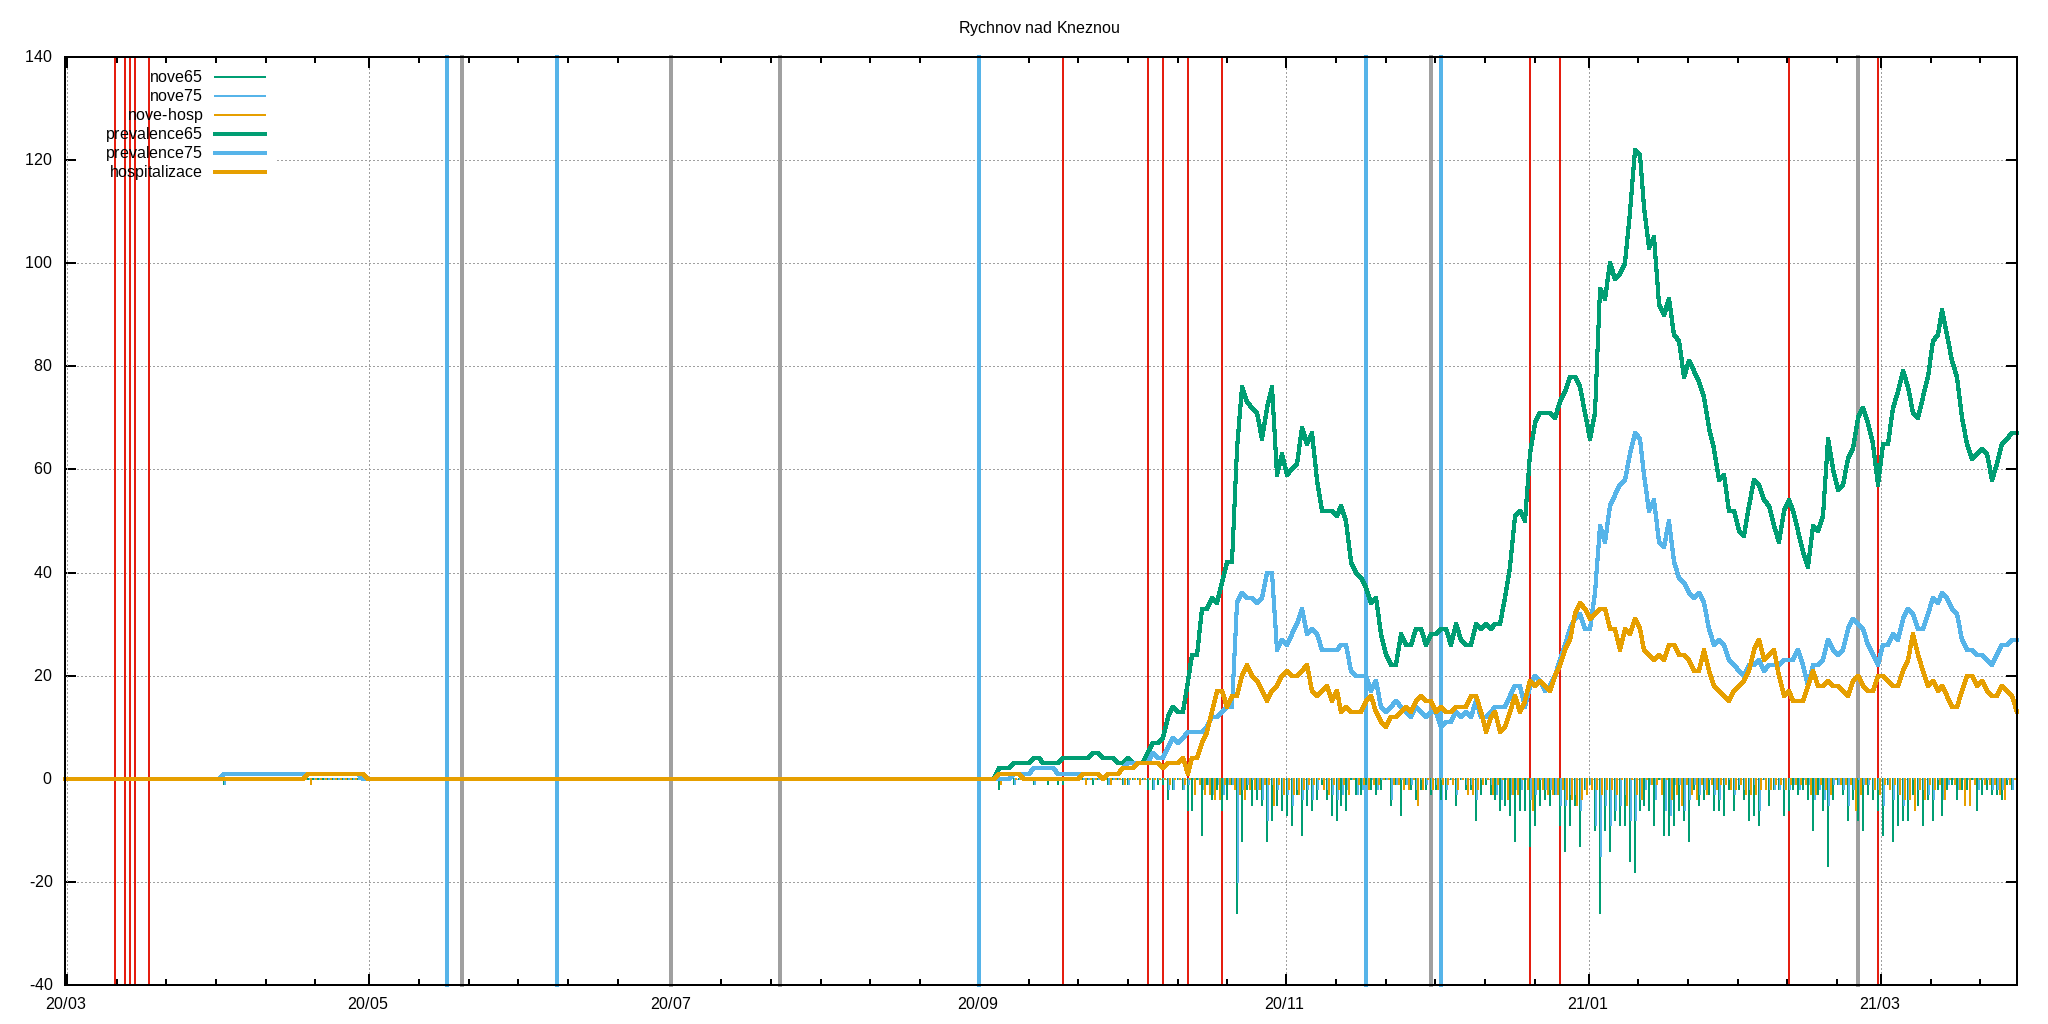 Rychnov nad Kneznou
140
120
100
80
60
40
20
0
-20
-40
nove65
nove75
nove-hosp
prevalence65
prevalence75
hospitalizace
20/03 20/05 20/07 20/09 20/11 21/01 21/03